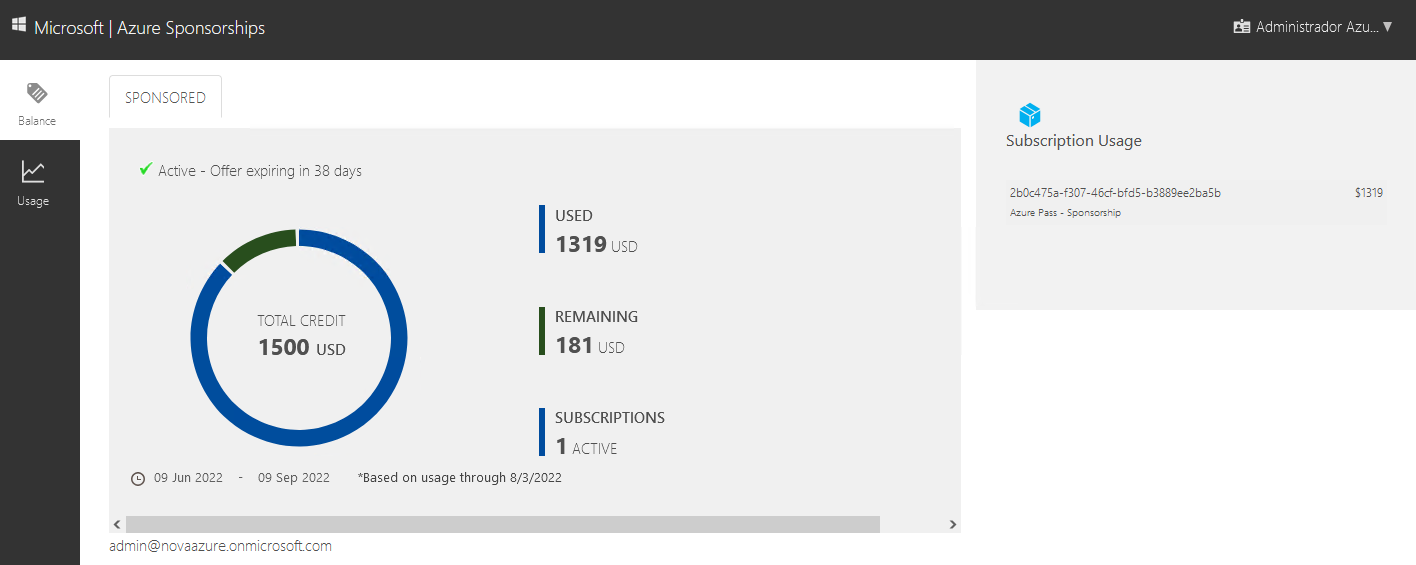 Microsoft | Azure Sponsorships
Administrador Azu...
Balance
Usage
SPONSORED
Active - Offer expiring in 38 days
TOTAL CREDIT
1500 USD
USED
1319 USD
REMAINING
181 USD
SUBSCRIPTIONS
1 ACTIVE
09 Jun 2022 - 09 Sep 2022 *Based on usage through 8/3/2022
admin@novaazure.onmicrosoft.com
Subscription Usage
2b0c475a-f307-46cf-bfd5-b3889ee2ba5b $1319
Azure Pass - Sponsorship